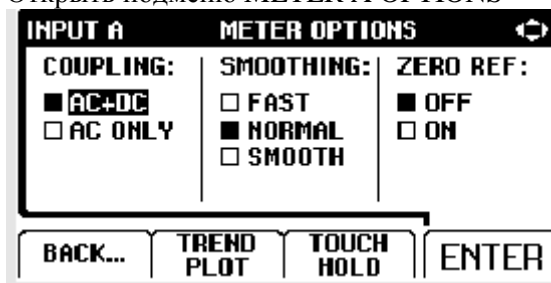 Открыть подменю METER A OPTIONS
INPUT A METER OPTIONS
COUPLING: SMOOTHING: ZERO REF:
AC+DC FAST OFF
AC ONLY NORMAL ON
SMOOTH
BACK... TREND PLOT TOUCH HOLD ENTER